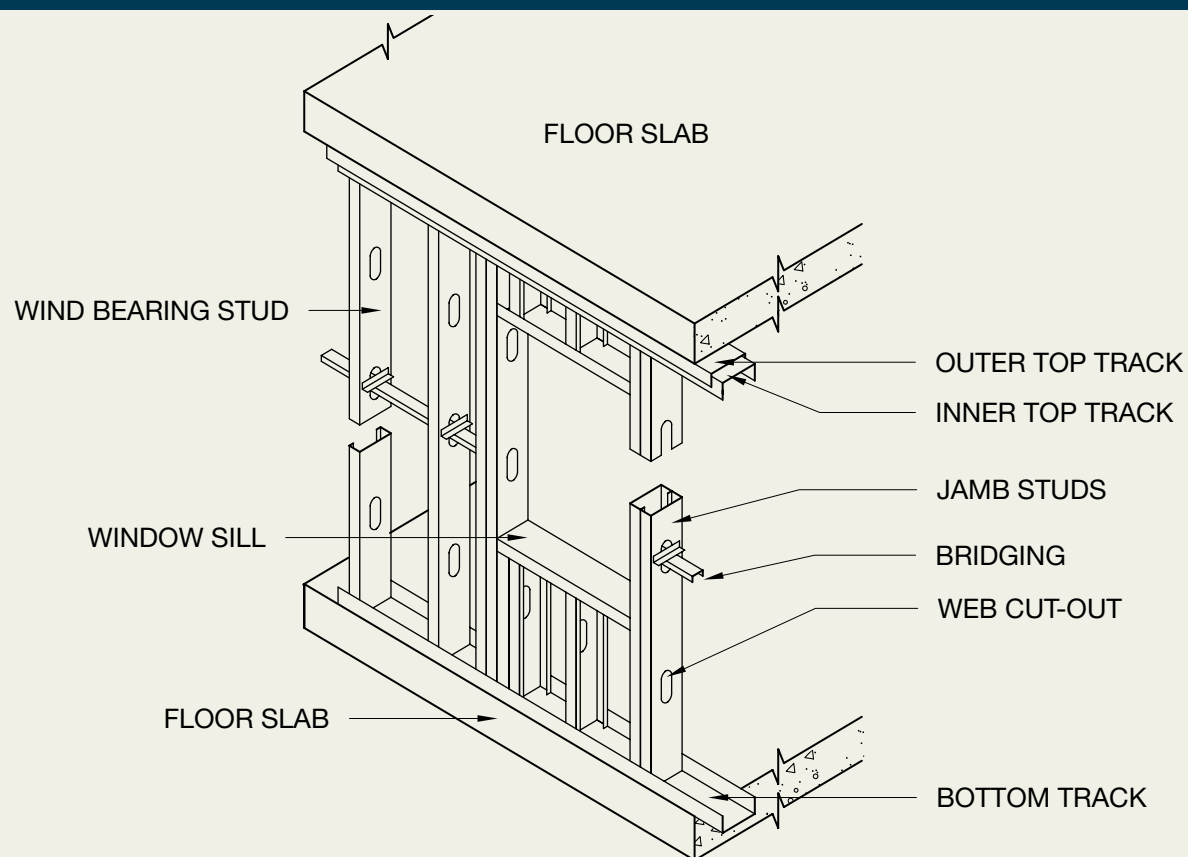 FLOOR SLAB
WIND BEARING STUD
OUTER TOP TRACK
INNER TOP TRACK
JAMB STUDS
WINDOW SILL
BRIDGING
WEB CUT-OUT
FLOOR SLAB
BOTTOM TRACK